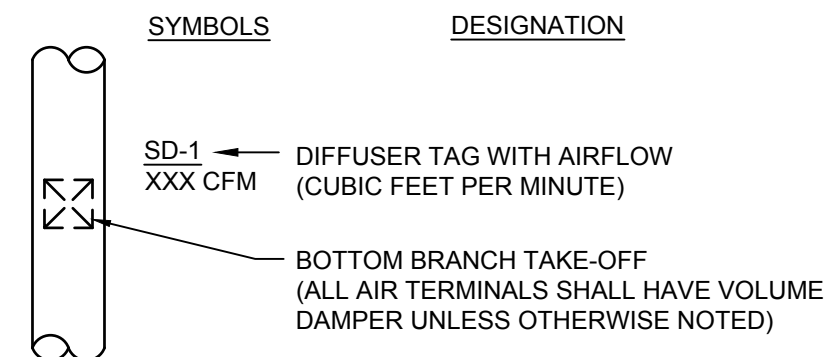 SYMBOLS DESIGNATION
SD-1 DIFFUSER TAG WITH AIRFLOW
XXX CFM (CUBIC FEET PER MINUTE)
BOTTOM BRANCH TAKE-OFF
(ALL AIR TERMINALS SHALL HAVE VOLUME
DAMPER UNLESS OTHERWISE NOTED)